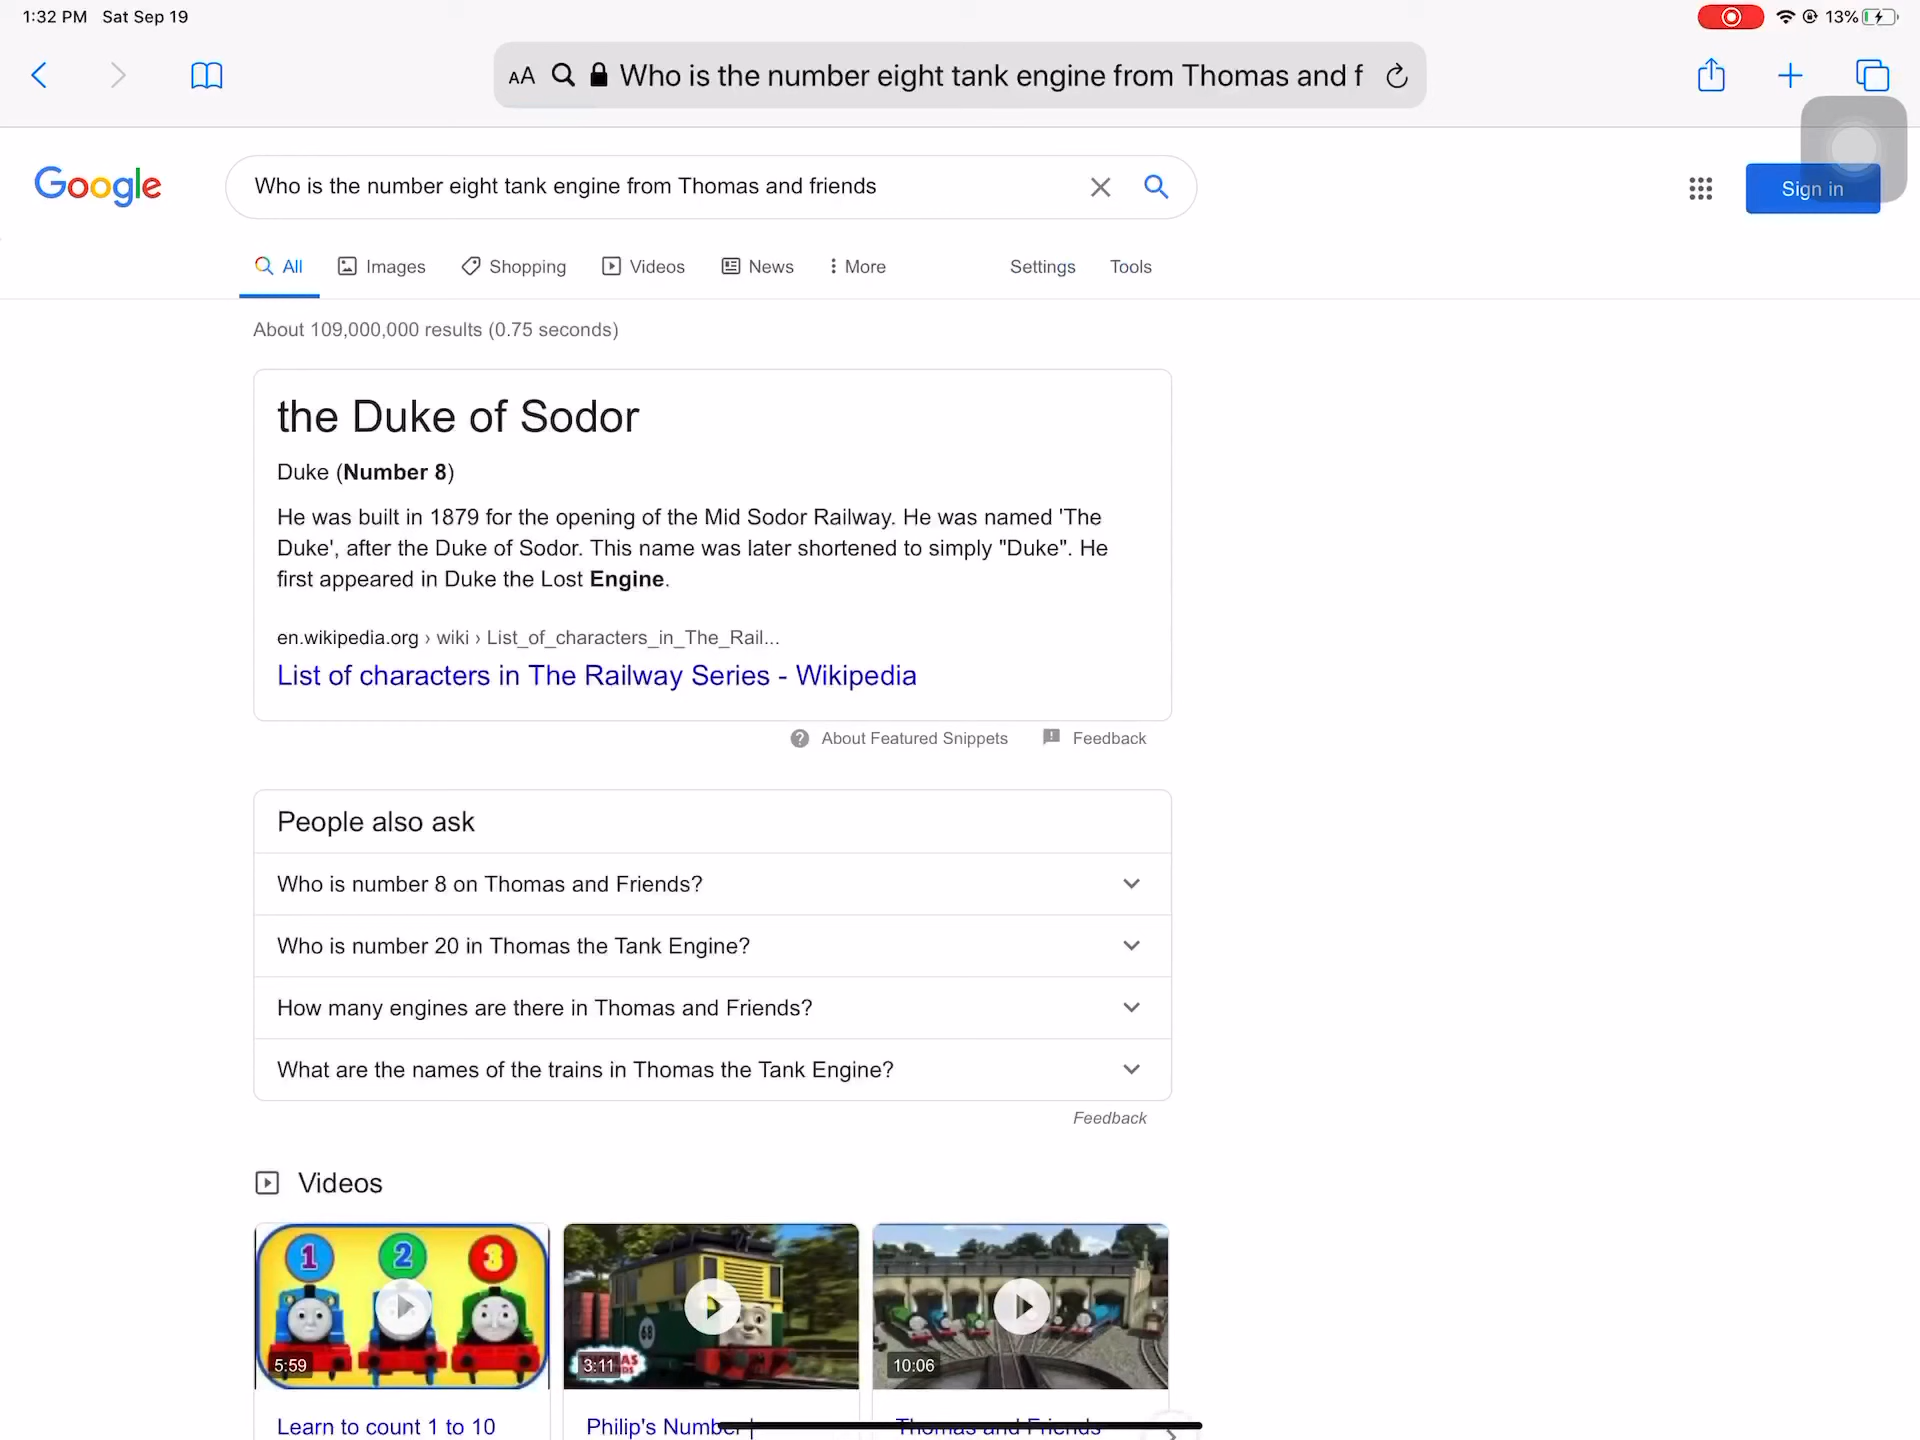 1:32 PM Sat Sep 19
13%
AA Who is the number eight tank engine from Thomas and f
Google
Who is the number eight tank engine from Thomas and friends
Sign in
All Images Shopping Videos News More Settings Tools
About 109,000,000 results (0.75 seconds)
the Duke of Sodor
Duke (Number 8)
He was built in 1879 for the opening of the Mid Sodor Railway. He was named 'The
Duke', after the Duke of Sodor. This name was later shortened to simply "Duke". He
first appeared in Duke the Lost Engine.
en.wikipedia.org › wiki › List_of_characters_in_The_Rail...
List of characters in The Railway Series - Wikipedia
About Featured Snippets Feedback
People also ask
Who is number 8 on Thomas and Friends?
Who is number 20 in Thomas the Tank Engine?
How many engines are there in Thomas and Friends?
What are the names of the trains in Thomas the Tank Engine?
Feedback
Videos
1 2 3
68
5:59
3:11
10:06
Learn to count 1 to 10
Philip's Number |
Thomas and Friends